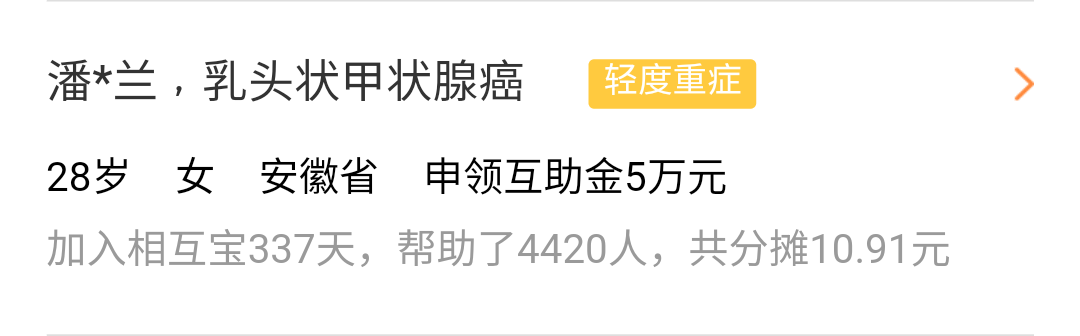 潘*兰，乳头状甲状腺癌 轻度重症
28岁 女 安徽省 申领互助金5万元
加入相互宝337天，帮助了4420人，共分摊10.91元